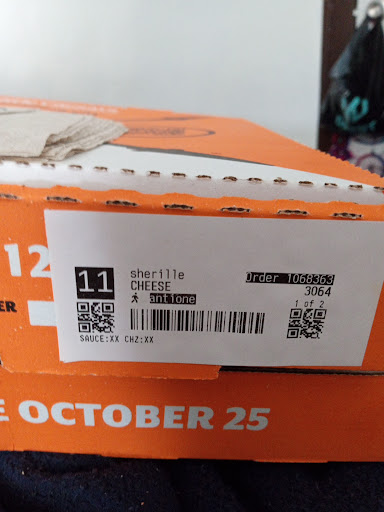 12
11
sherille
CHEESE
antione
Order 1068363
3064
1 of 2
SAUCE:XX CHZ:XX
ER
E OCTOBER 25